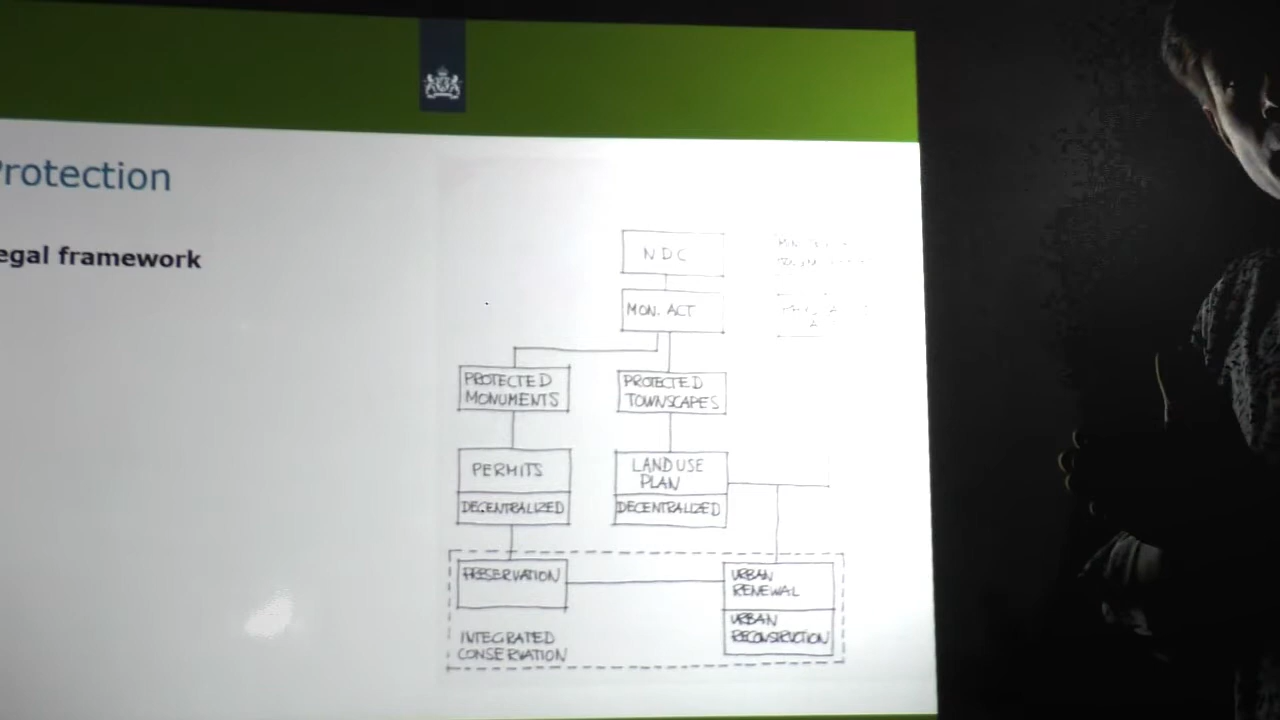 rotection
egal framework
NDC
MON. ACT
PROTECTED
MONUMENTS
PROTECTED
TOWNSCAPES
PERMITS
DECENTRALIZED
LAND USE
PLAN
DECENTRALIZED
PRESERVATION
URBAN
RENEWAL
URBAN
RECONSTRUCTION
INTEGRATED
CONSERVATION